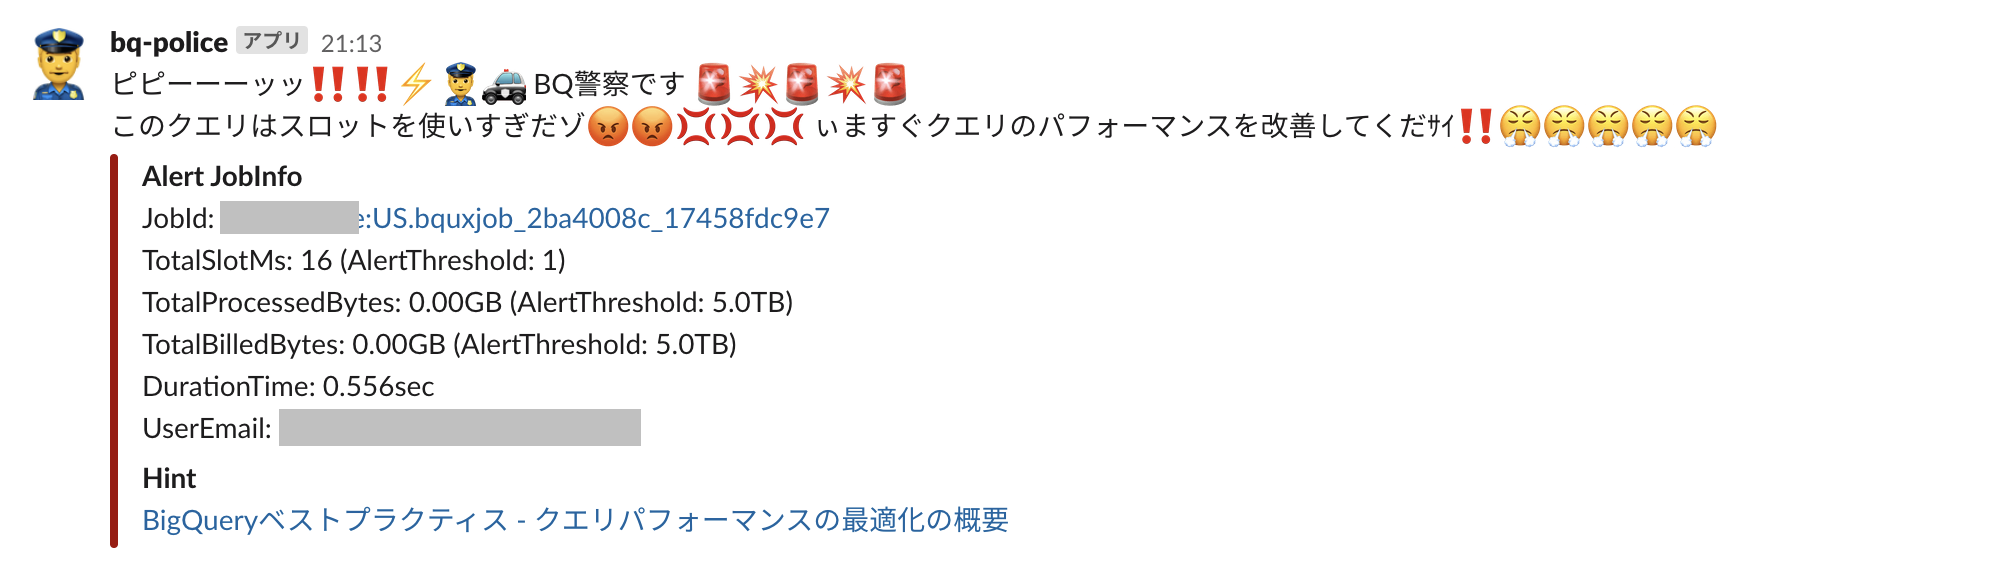 bq-police アプリ 21:13
ピピーーーッッ‼️‼️⚡👮🚓BQ警察です🚨💥🚨💥🚨
このクエリはスロットを使いすぎだゾ😡😡💢💢💢 ぃますぐクエリのパフォーマンスを改善してくだｻｲ‼️😤😤😤😤😤
Alert JobInfo
JobId: e:US.bquxjob_2ba4008c_17458fdc9e7
TotalSlotMs: 16 (AlertThreshold: 1)
TotalProcessedBytes: 0.00GB (AlertThreshold: 5.0TB)
TotalBilledBytes: 0.00GB (AlertThreshold: 5.0TB)
DurationTime: 0.556sec
UserEmail:
Hint
BigQueryベストプラクティス - クエリパフォーマンスの最適化の概要